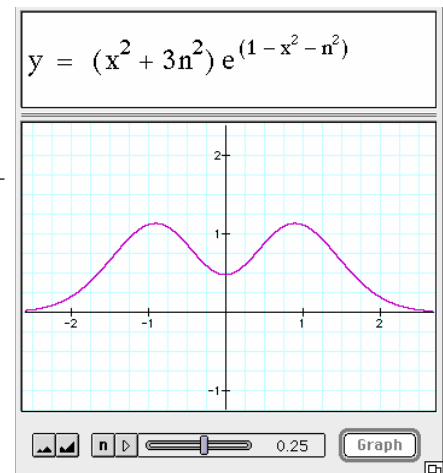 y = (x² + 3n²) e^(1 – x² – n²)
2
1
-2 -1 1 2
-1
n 0.25 Graph